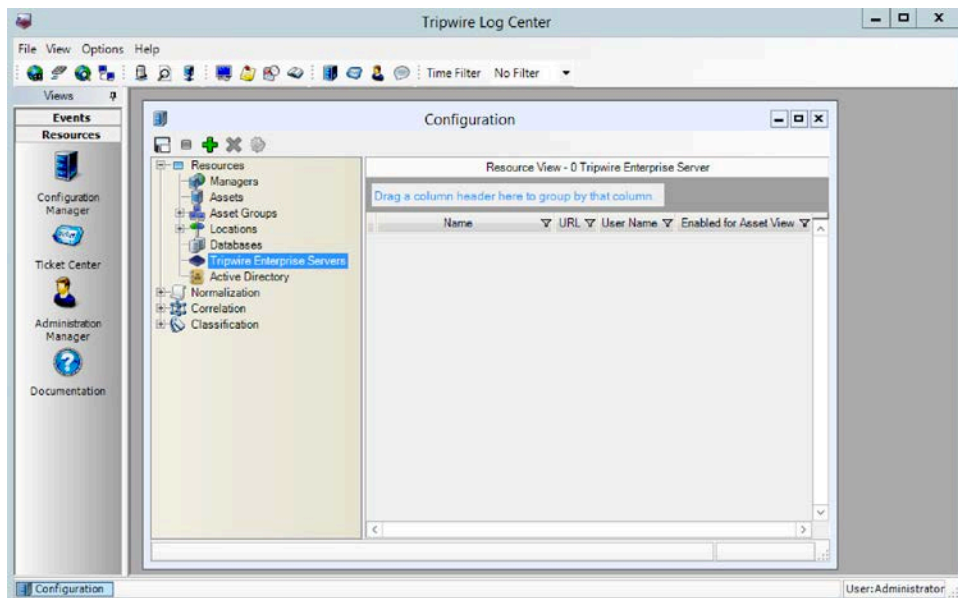 Tripwire Log Center
File View Options Help
Time Filter No Filter
Views
Events
Resources
Configuration
Manager
Ticket Center
Administration
Manager
Documentation
Configuration
Resources
Managers
Assets
Asset Groups
Locations
Databases
Tripwire Enterprise Servers
Active Directory
Normalization
Correlation
Classification
Resource View - 0 Tripwire Enterprise Server
Drag a column header here to group by that column
Name URL User Name Enabled for Asset View
Configuration
User:Administrator